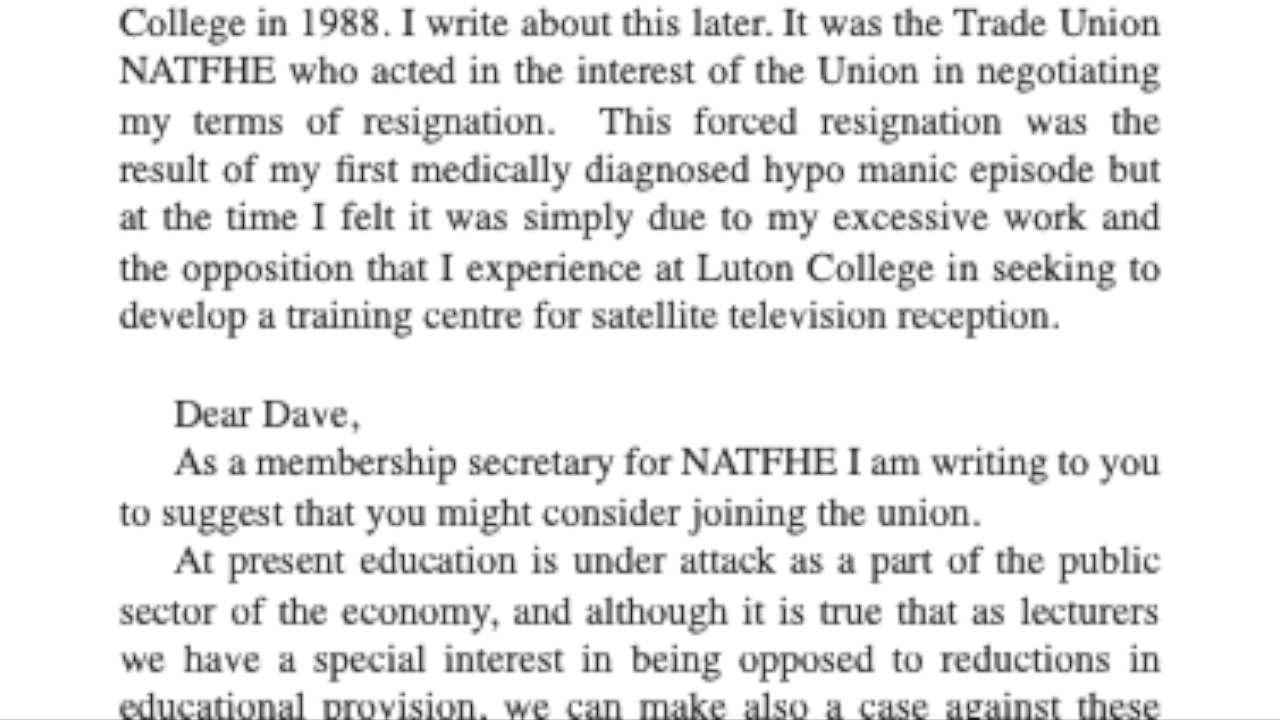 College in 1988. I write about this later. It was the Trade Union
NATFHE who acted in the interest of the Union in negotiating
my terms of resignation. This forced resignation was the
result of my first medically diagnosed hypo manic episode but
at the time I felt it was simply due to my excessive work and
the opposition that I experience at Luton College in seeking to
develop a training centre for satellite television reception.
Dear Dave,
As a membership secretary for NATFHE I am writing to you
to suggest that you might consider joining the union.
At present education is under attack as a part of the public
sector of the economy, and although it is true that as lecturers
we have a special interest in being opposed to reductions in
educational provision, we can make also a case against these